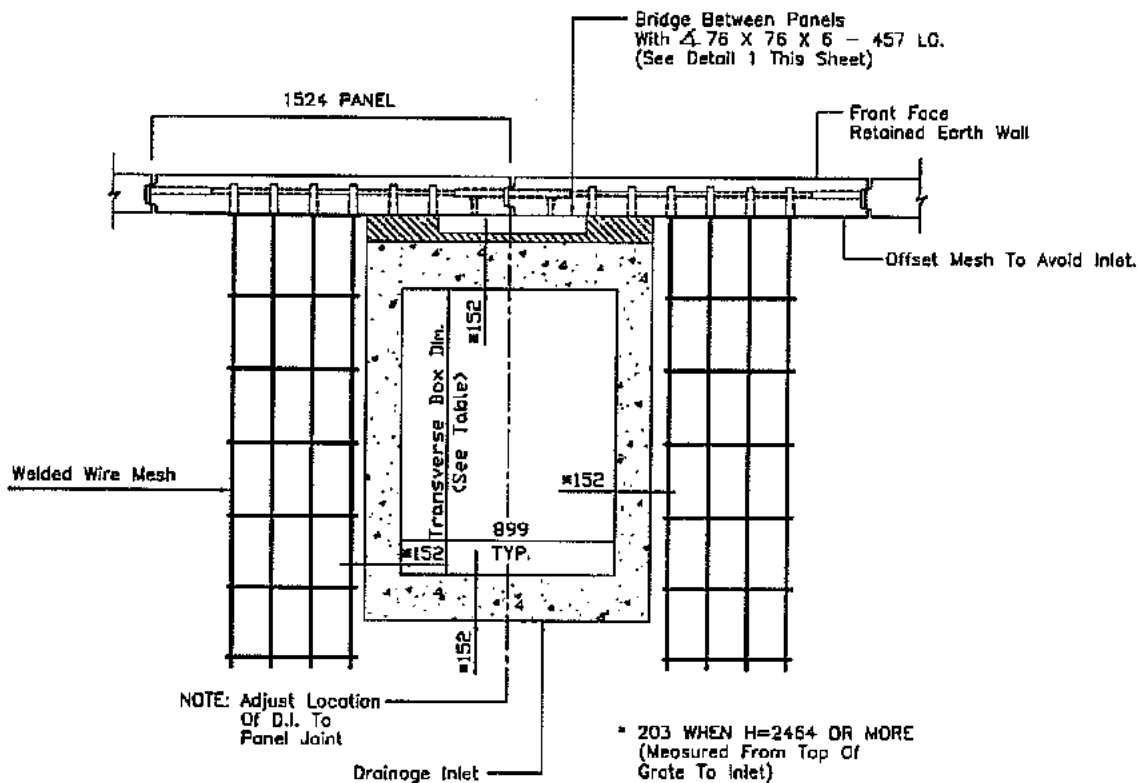 Bridge Between Panels
With ∠ 76 X 76 X 6 - 457 LG.
(See Detail 1 This Sheet)
1524 PANEL
Front Face
Retained Earth Wall
Offset Mesh To Avoid Inlet.
*152
Transverse Box Dim.
(See Table)
Welded Wire Mesh
*152
899
TYP.
*152
*152
NOTE: Adjust Location
Of D.I. To
Panel Joint
* 203 WHEN H=2464 OR MORE
(Measured From Top Of
Grate To Inlet)
Drainage Inlet